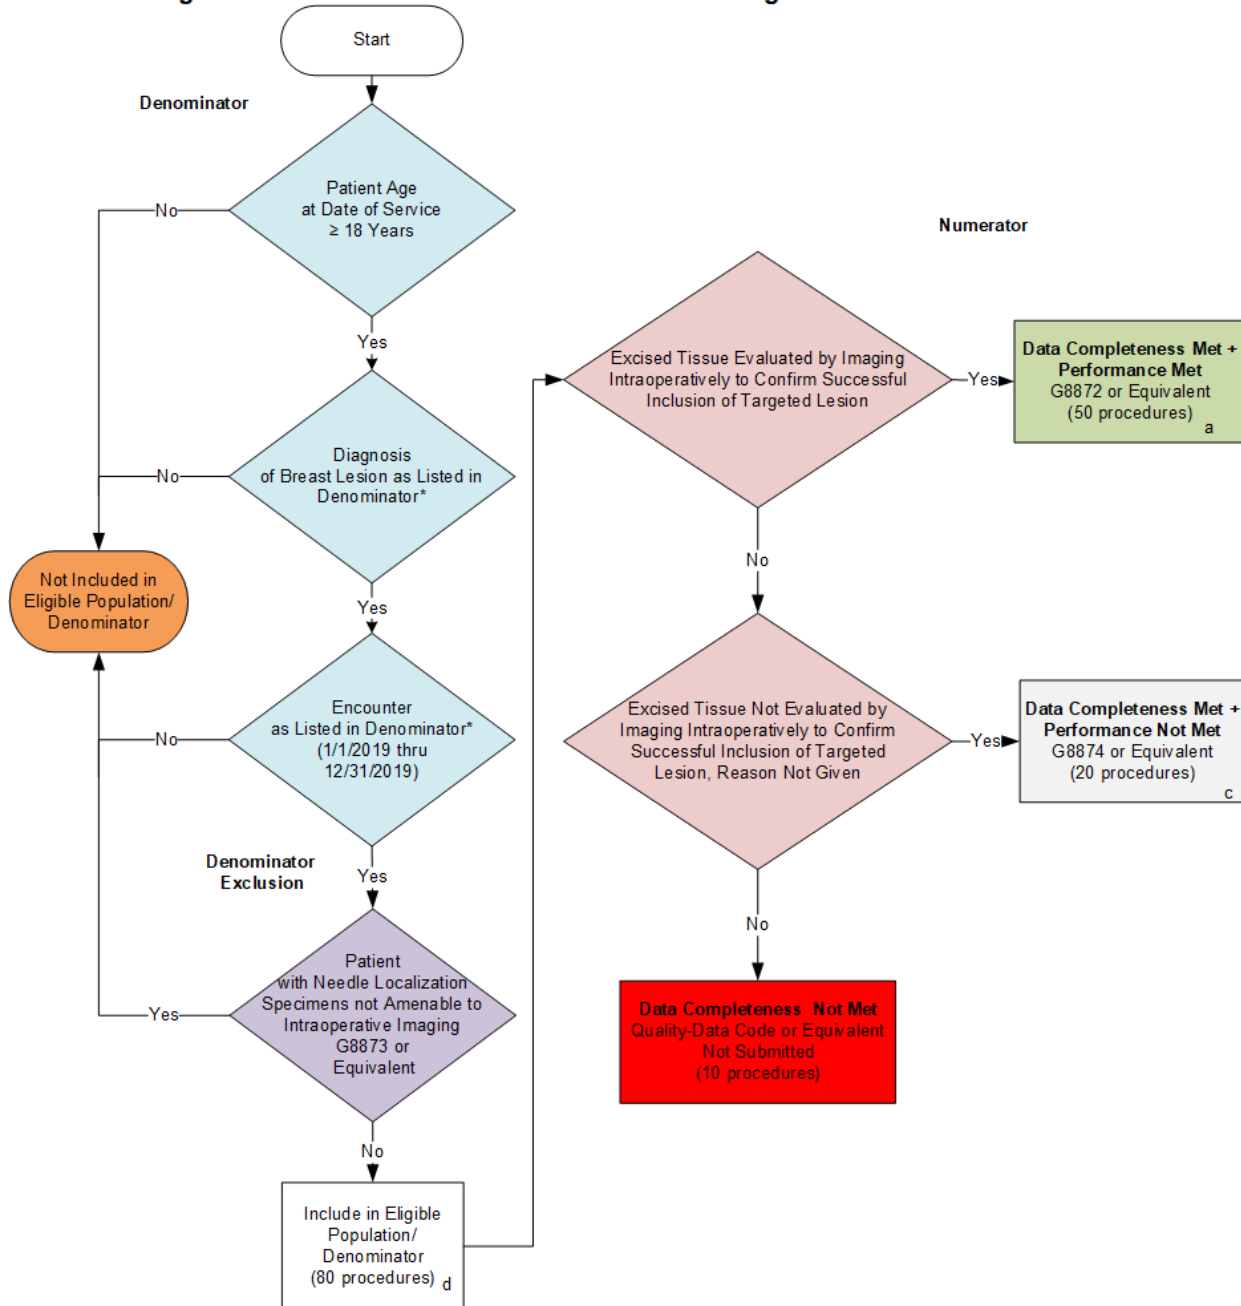 Start
Denominator
Patient Age
at Date of Service
≥ 18 Years
No
Yes
Diagnosis
of Breast Lesion as Listed in
Denominator*
No
Yes
Not Included in
Eligible Population/
Denominator
Encounter
as Listed in Denominator*
(1/1/2019 thru
12/31/2019)
No
Yes
Denominator
Exclusion
Patient
with Needle Localization
Specimens not Amenable to
Intraoperative Imaging
G8873 or
Equivalent
Yes
No
Include in Eligible
Population/
Denominator
(80 procedures) d
Numerator
Excised Tissue Evaluated by Imaging
Intraoperatively to Confirm Successful
Inclusion of Targeted Lesion
Yes
Data Completeness Met +
Performance Met
G8872 or Equivalent
(50 procedures)
a
No
Excised Tissue Not Evaluated by
Imaging Intraoperatively to Confirm
Successful Inclusion of Targeted
Lesion, Reason Not Given
Yes
Data Completeness Met +
Performance Not Met
G8874 or Equivalent
(20 procedures)
c
No
Data Completeness Not Met
Quality-Data Code or Equivalent
Not Submitted
(10 procedures)